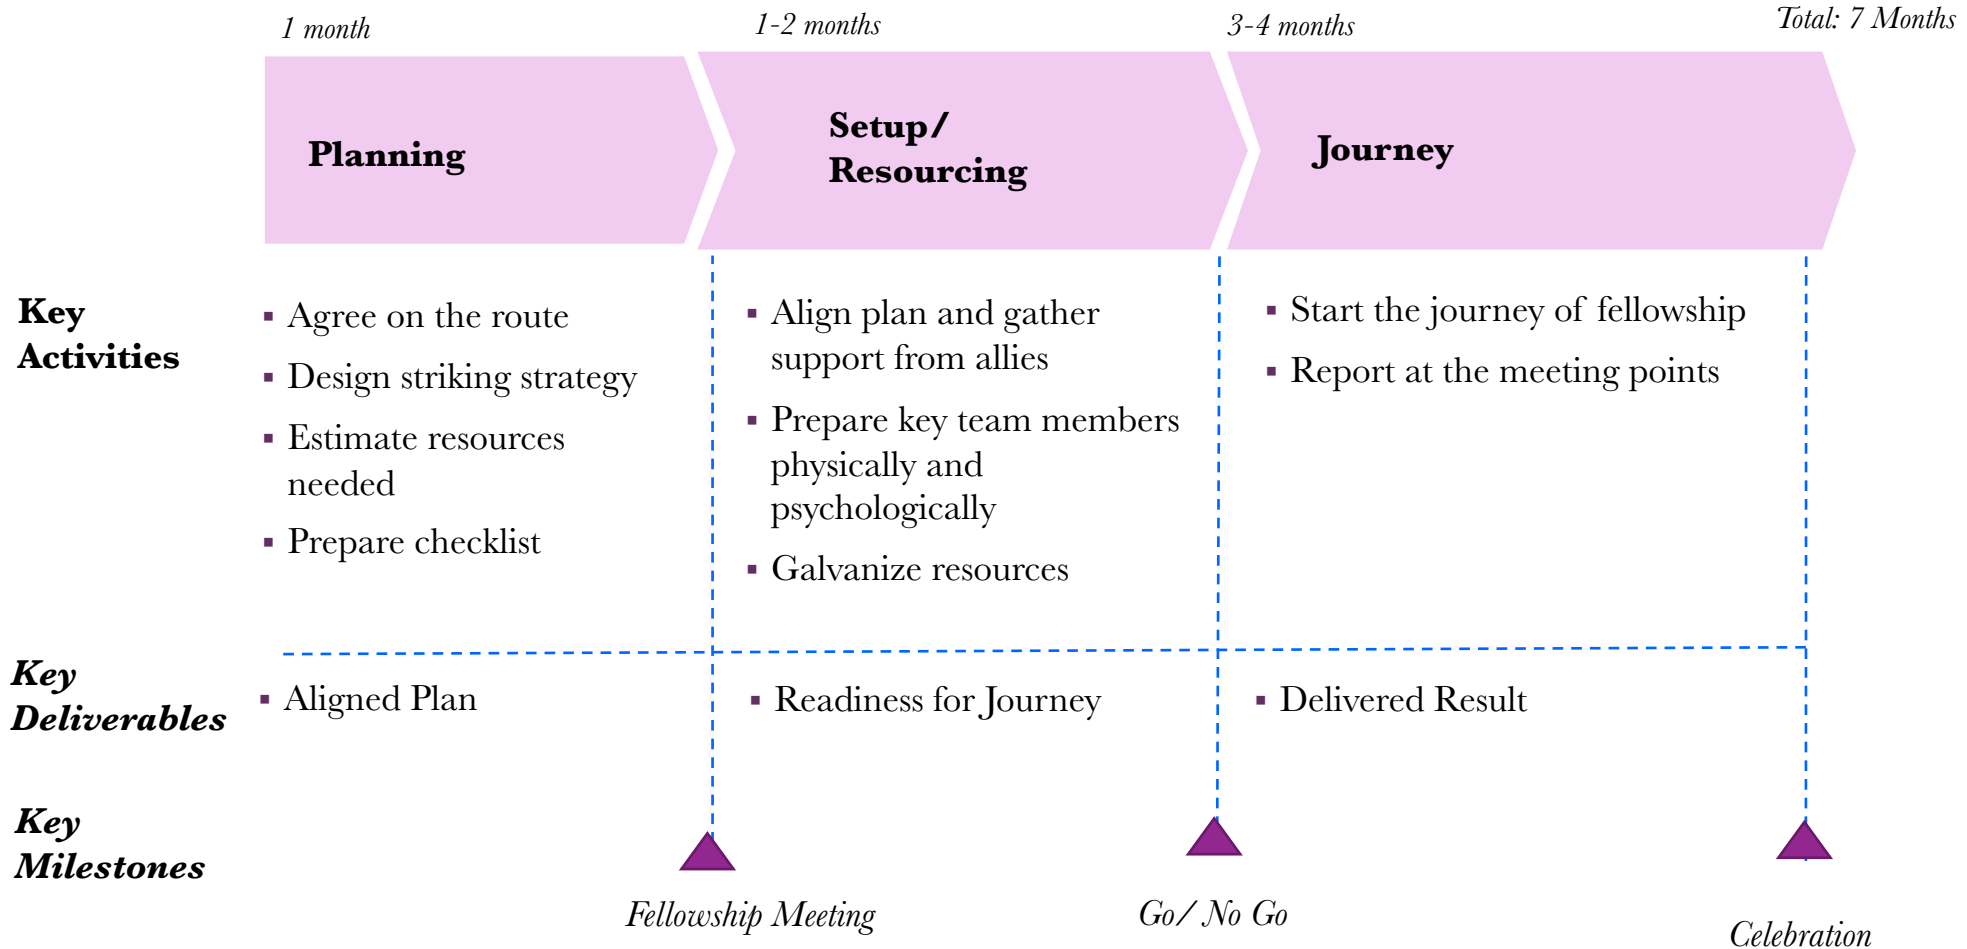 1 month
1-2 months
3-4 months
Total: 7 Months
Planning
Setup/
Resourcing
Journey
Key
Activities
▪ Agree on the route
▪ Design striking strategy
▪ Estimate resources
needed
▪ Prepare checklist
▪ Align plan and gather
support from allies
▪ Prepare key team members
physically and
psychologically
▪ Galvanize resources
▪ Start the journey of fellowship
▪ Report at the meeting points
Key
Deliverables
▪ Aligned Plan
▪ Readiness for Journey
▪ Delivered Result
Key
Milestones
Fellowship Meeting
Go/ No Go
Celebration